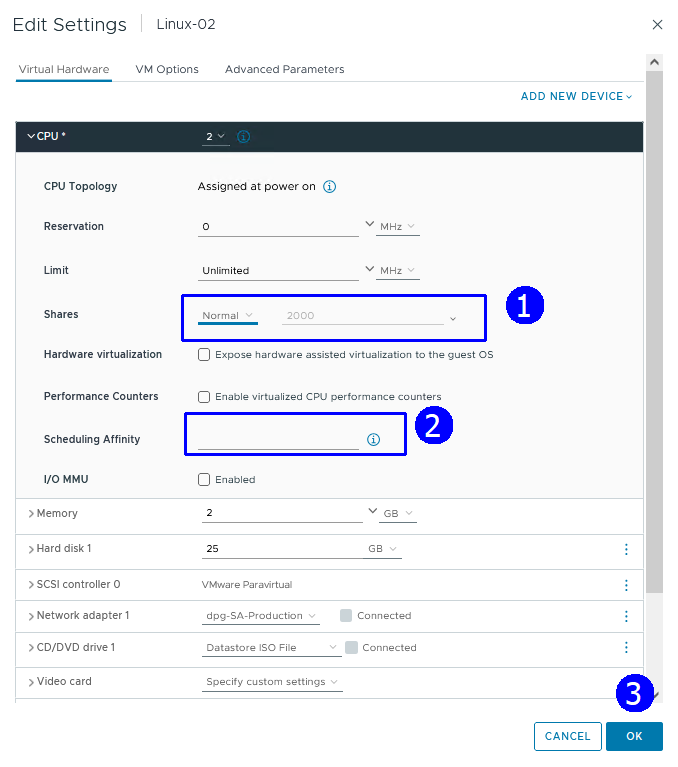 Edit Settings Linux-02
Virtual Hardware VM Options Advanced Parameters
ADD NEW DEVICE
CPU * 2
CPU Topology Assigned at power on
Reservation 0 MHz
Limit Unlimited MHz
1
Shares Normal 2000
Hardware virtualization Expose hardware assisted virtualization to the guest OS
Performance Counters Enable virtualized CPU performance counters
2
Scheduling Affinity
I/O MMU Enabled
Memory 2 GB
Hard disk 1 25 GB
SCSI controller 0 VMware Paravirtual
Network adapter 1 dpg-SA-Production Connected
CD/DVD drive 1 Datastore ISO File Connected
Video card Specify custom settings
3
CANCEL OK